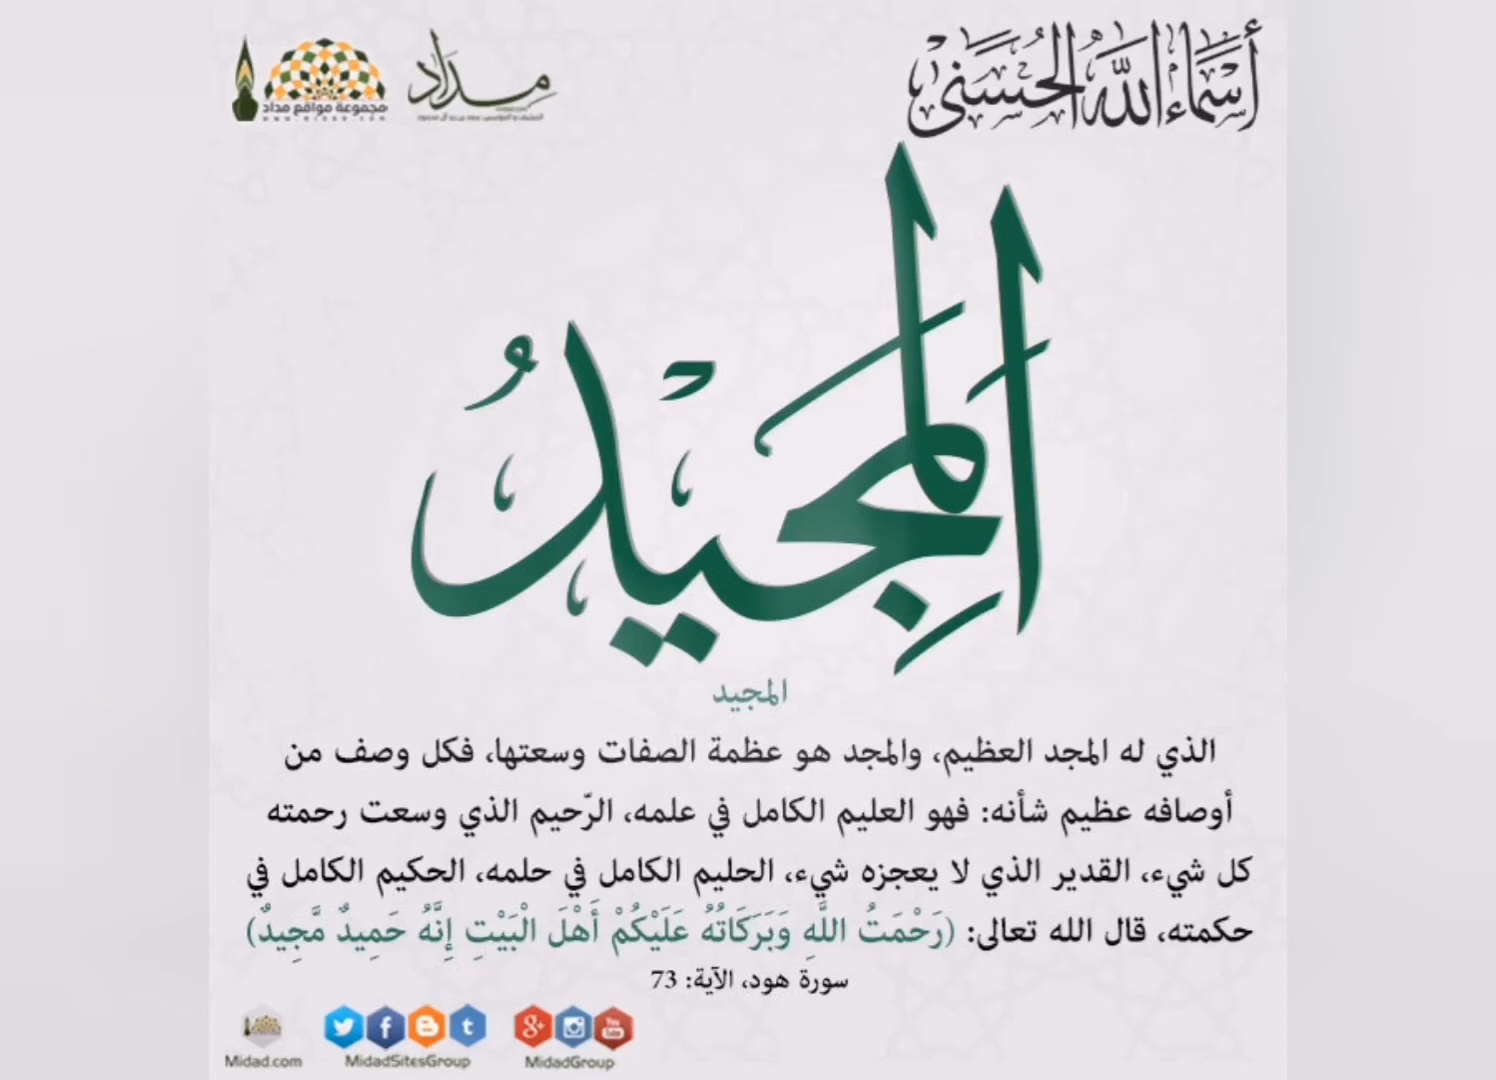 أسماء الله الحسنى
مداد
مجموعة مواقع مداد
WWW.MIDAD.COM
اَلْمَجِيْدُ
المجيد
الذي له المجد العظيم، والمجد هو عظمة الصفات وسعتها، فكل وصف من
أوصافه عظيم شأنه: فهو العليم الكامل في علمه، الرّحيم الذي وسعت رحمته
كل شيء، القدير الذي لا يعجزه شيء، الحليم الكامل في حلمه، الحكيم الكامل في
حكمته، قال الله تعالى: (رَحْمَتُ اللَّهِ وَبَرَكَاتُهُ عَلَيْكُمْ أَهْلَ الْبَيْتِ إِنَّهُ حَمِيدٌ مَّجِيدٌ)
سورة هود، الآية: 73
Midad.com
MidadSitesGroup
MidadGroup